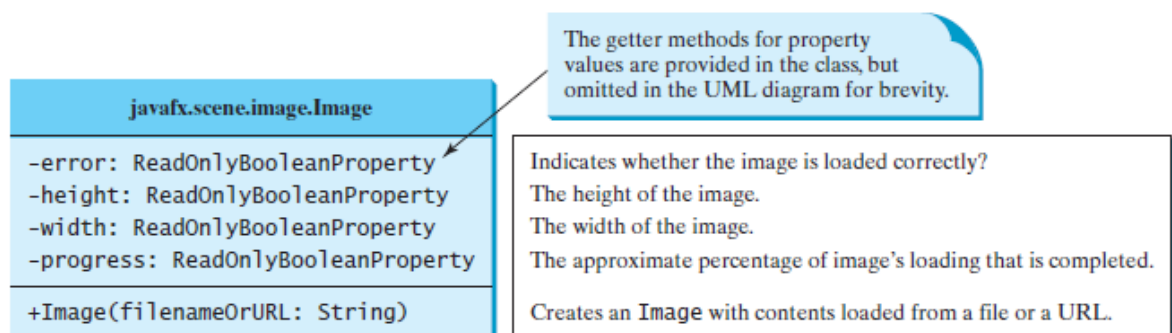 The getter methods for property
values are provided in the class, but
omitted in the UML diagram for brevity.
javafx.scene.image.Image
-error: ReadOnlyBooleanProperty
-height: ReadOnlyBooleanProperty
-width: ReadOnlyBooleanProperty
-progress: ReadOnlyBooleanProperty
+Image(filenameOrURL: String)
Indicates whether the image is loaded correctly?
The height of the image.
The width of the image.
The approximate percentage of image's loading that is completed.
Creates an Image with contents loaded from a file or a URL.